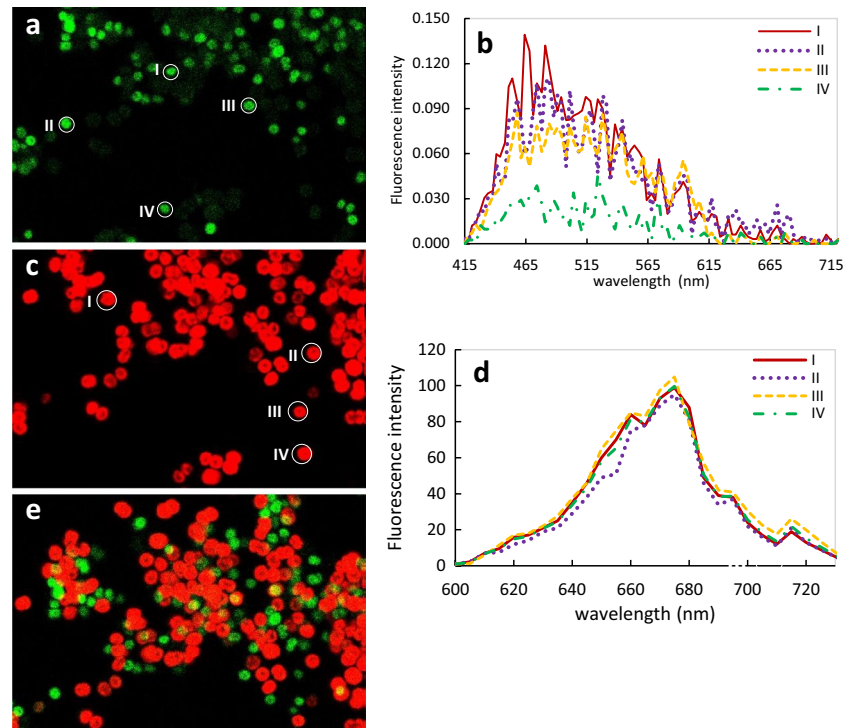 a
I
II
III
IV
b
Fluorescence intensity
0.150
0.120
0.090
0.060
0.030
0.000
415 465 515 565 615 665 715
wavelength (nm)
I
II
III
IV
c
I
II
III
IV
d
Fluorescence intensity
120
100
80
60
40
20
0
600 620 640 660 680 700 720
wavelength (nm)
I
II
III
IV
e